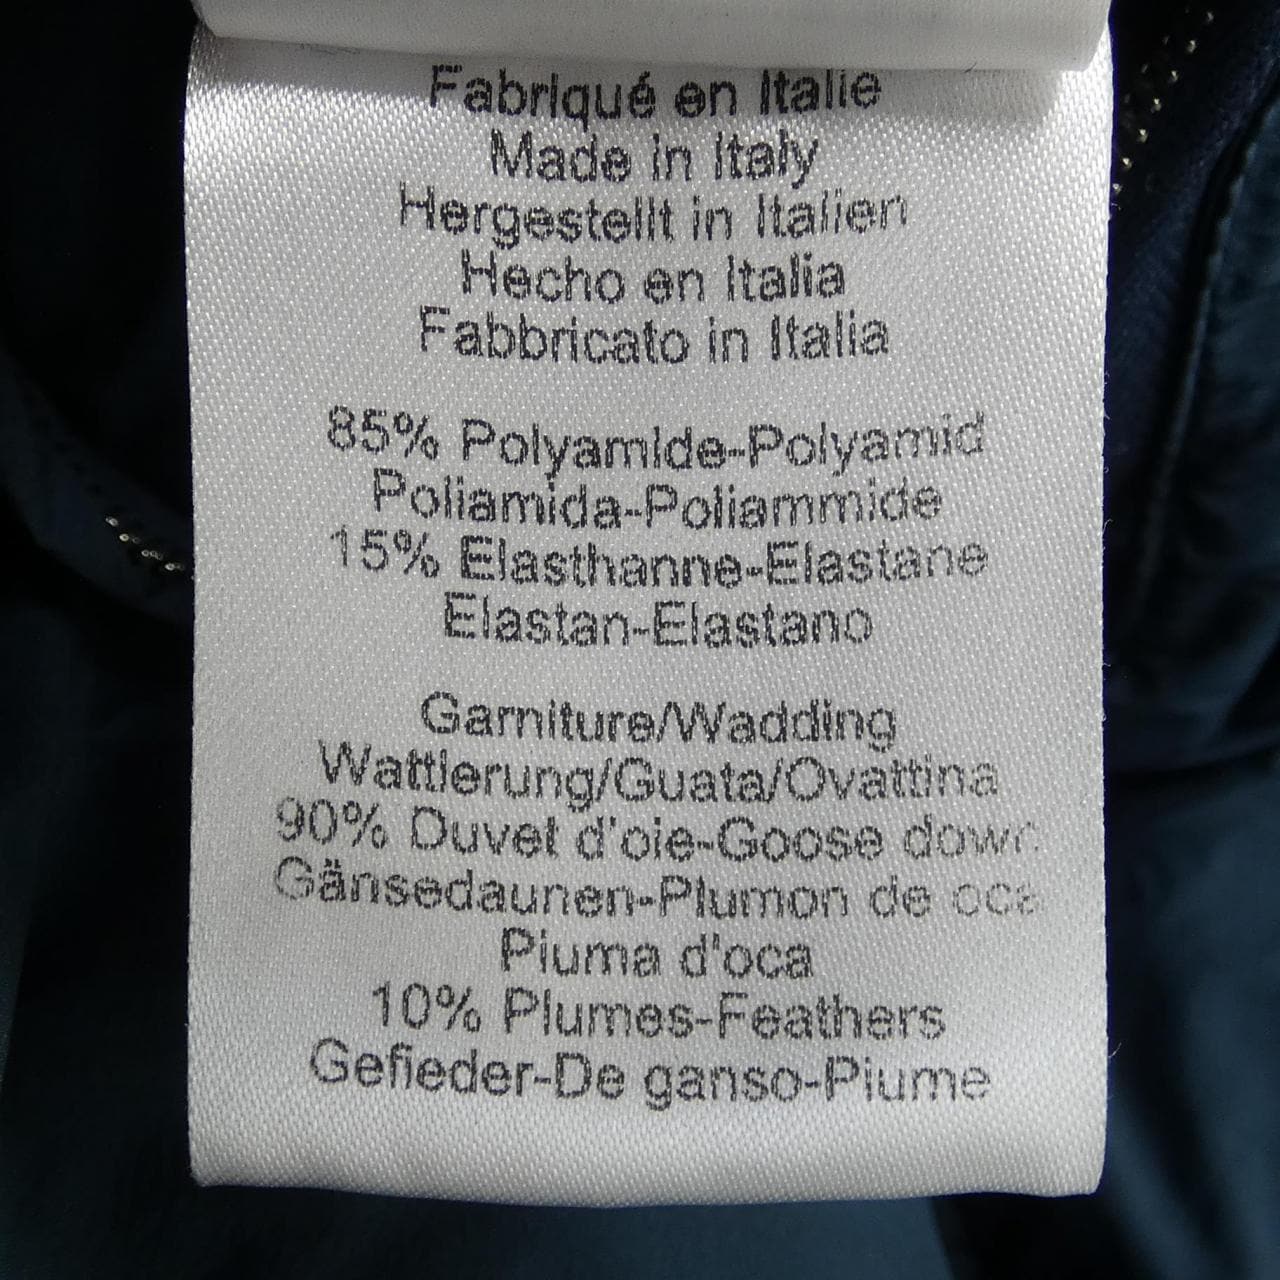 Fabriqué en Italie
Made in Italy
Hergestellt in Italien
Hecho en Italia
Fabbricato in Italia
85% Polyamide-Polyamid
Poliamida-Poliammide
15% Elasthanne-Elastane
Elastan-Elastano
Garniture/Wadding
Wattierung/Guata/Ovattina
90% Duvet d'oie-Goose down
Gänsedaunen-Plumon de oca
Piuma d'oca
10% Plumes-Feathers
Gefieder-De ganso-Piume